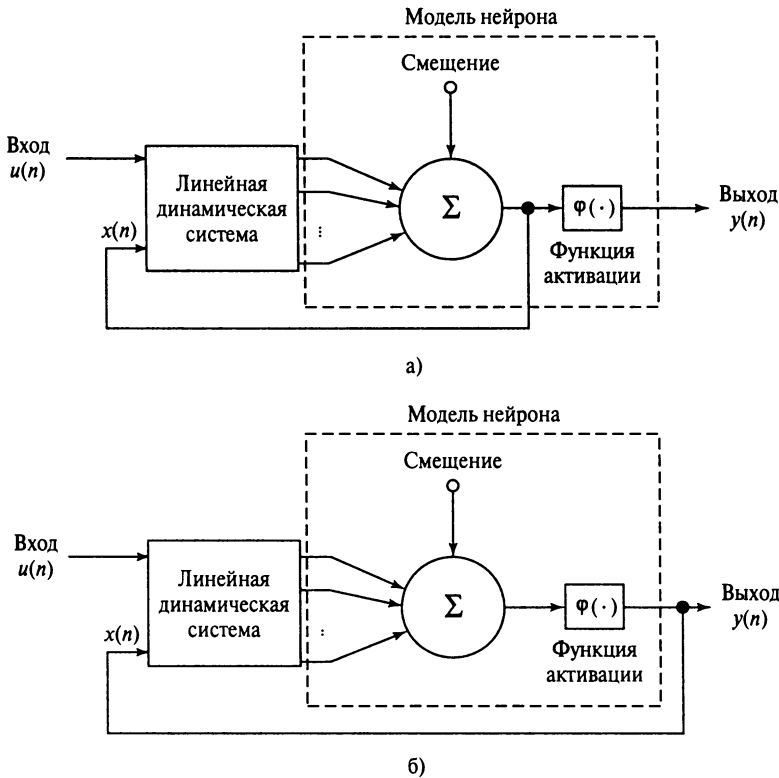 Модель нейрона
Смещение
Вход
u(n)
Линейная
динамическая
система
x(n)
Σ
φ(·)
Функция
активации
Выход
y(n)
...
а)
Модель нейрона
Смещение
Вход
u(n)
Линейная
динамическая
система
x(n)
Σ
φ(·)
Функция
активации
Выход
y(n)
...
б)